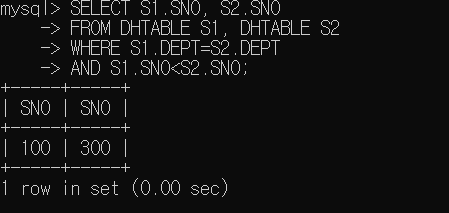 mysql> SELECT S1.SNO, S2.SNO
    -> FROM DHTABLE S1, DHTABLE S2
    -> WHERE S1.DEPT=S2.DEPT
    -> AND S1.SNO<S2.SNO;
+-----+-----+
| SNO | SNO |
+-----+-----+
| 100 | 300 |
+-----+-----+
1 row in set (0.00 sec)